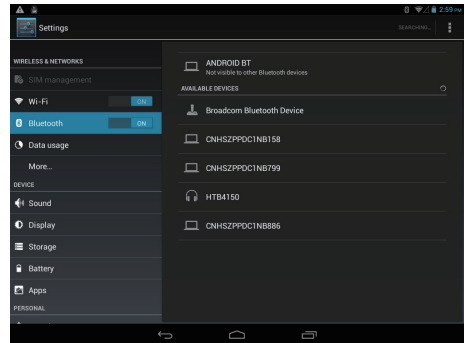 2:59 PM
Settings
SEARCHING...
WIRELESS & NETWORKS
SIM management
Wi-Fi
ON
Bluetooth
ON
Data usage
More...
DEVICE
Sound
Display
Storage
Battery
Apps
PERSONAL
ANDROID BT
Not visible to other Bluetooth devices
AVAILABLE DEVICES
Broadcom Bluetooth Device
CNHSZPPDC1NB158
CNHSZPPDC1NB799
HTB4150
CNHSZPPDC1NB886